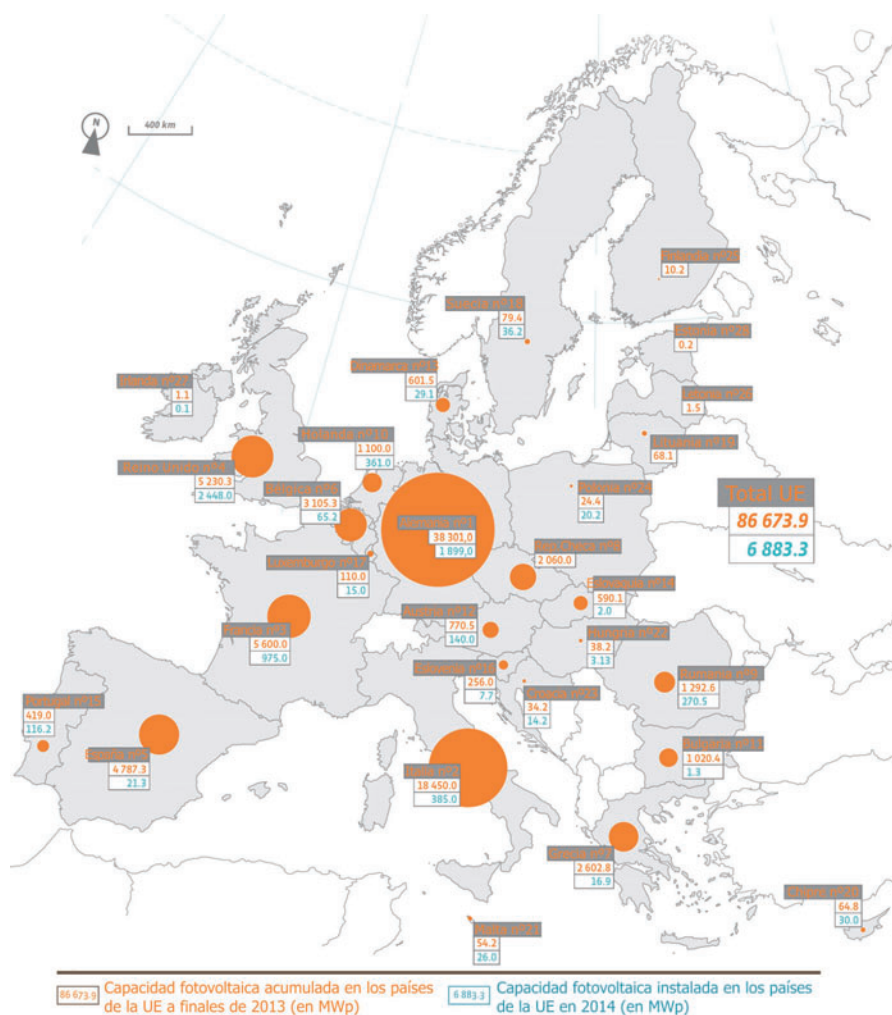 N
400 km
Finlandia
10.2
Suecia nº18
79.4
36.2
Estonia nº28
0.2
Dinamarca nº13
601.5
29.1
Irlanda nº27
1.1
0.1
Letonia nº26
1.5
Holanda nº10
1 100.0
361.0
Lituania nº19
68.1
Reino Unido nº4
5 230.3
2 448.0
Bélgica nº6
3 105.3
65.2
Polonia nº24
24.4
20.2
Total UE
86 673.9
6 883.3
Alemania nº1
38 301,0
1 899,0
Rep. Checa nº8
2 060.0
Luxemburgo nº17
110.0
15.0
Eslovaquia nº14
590.1
2.0
Austria nº12
770.5
140.0
Francia nº3
5 600.0
975.0
Hungría nº22
38.2
3.13
Eslovenia nº16
256.0
7.7
Croacia nº23
34.2
14.2
Rumania nº9
1 292.6
270.5
Portugal nº15
419.0
116.2
España nº5
4 787.3
21.3
Italia nº2
18 450.0
385.0
Bulgaria nº11
1 020.4
1.3
Grecia nº7
2 602.8
16.9
Chipre nº20
64.8
30.0
Malta nº21
54.2
26.0
86 673.9 Capacidad fotovoltaica acumulada en los países
de la UE a finales de 2013 (en MWp)
6 883.3 Capacidad fotovoltaica instalada en los países
de la UE en 2014 (en MWp)